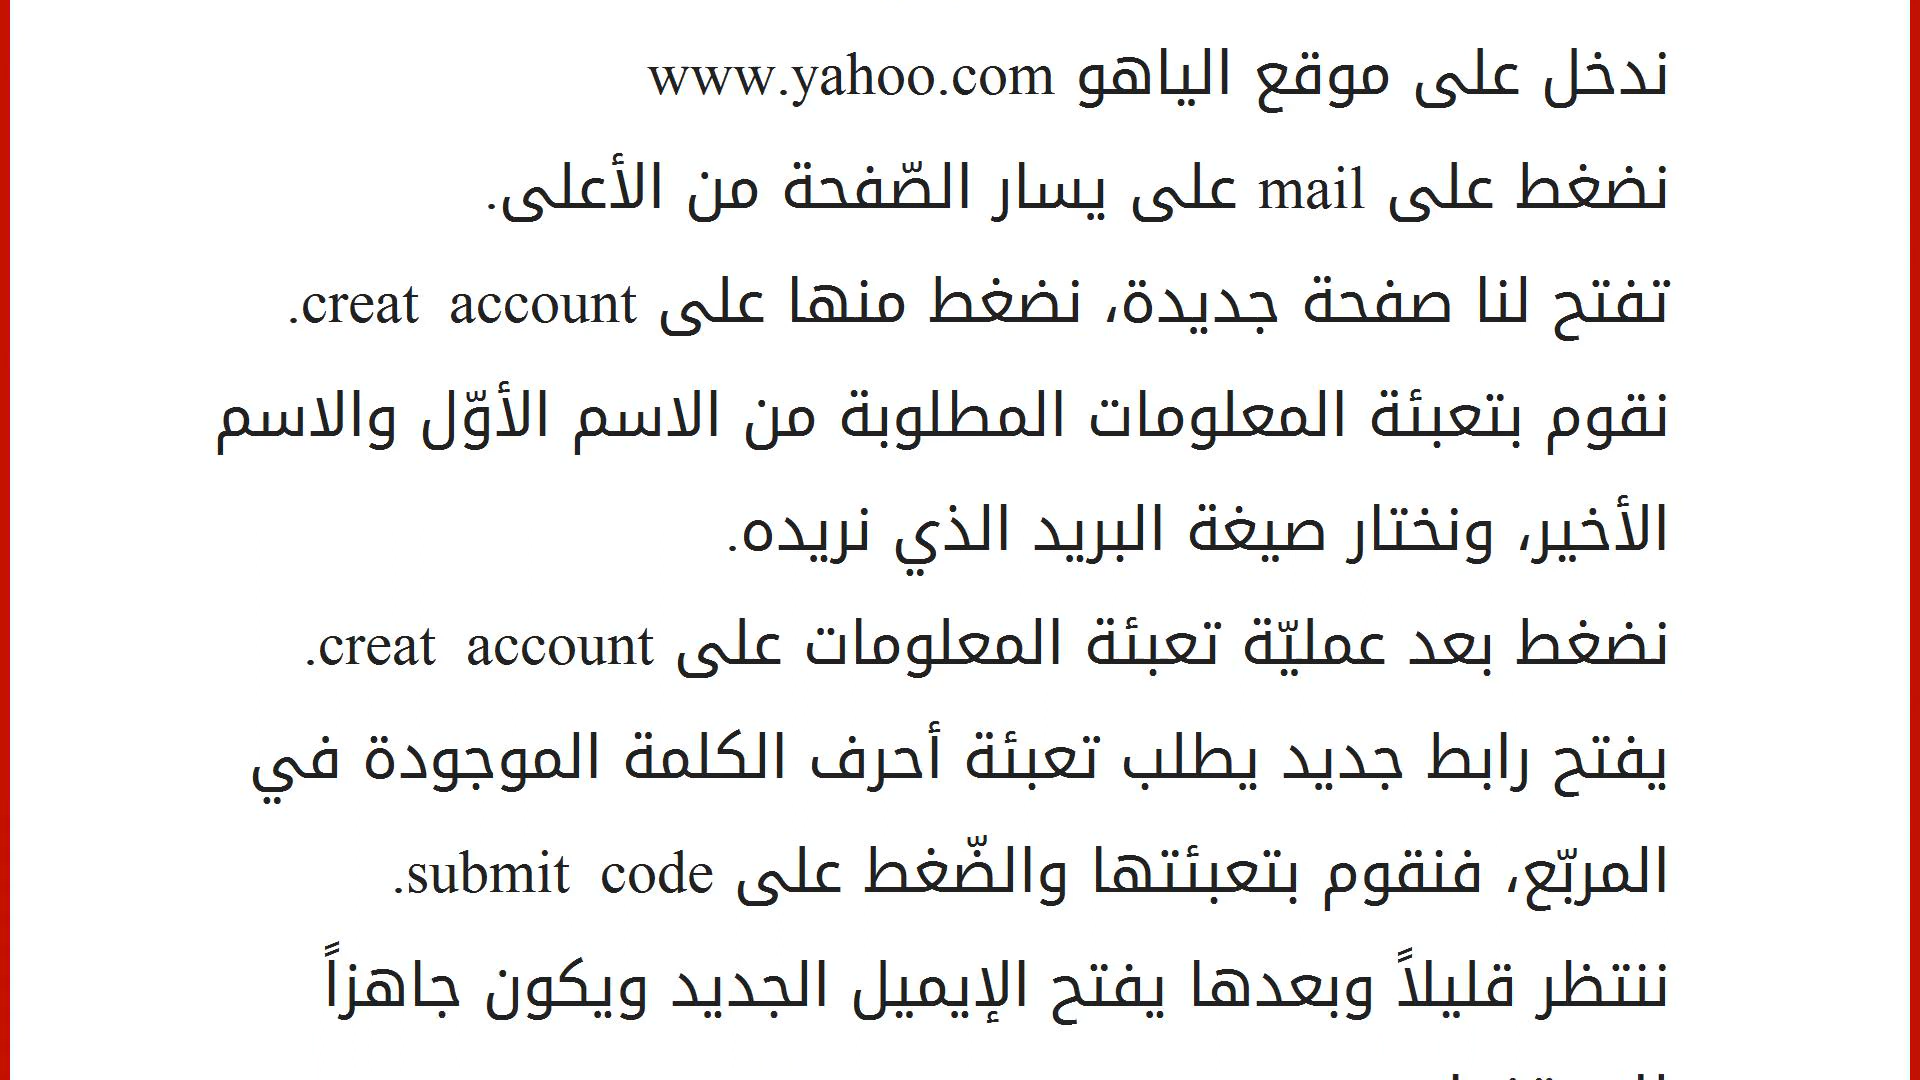 ندخل على موقع الياهو www.yahoo.com
نضغط على mail على يسار الصّفحة من الأعلى.
تفتح لنا صفحة جديدة، نضغط منها على creat account.
نقوم بتعبئة المعلومات المطلوبة من الاسم الأوّل والاسم
الأخير، ونختار صيغة البريد الذي نريده.
نضغط بعد عمليّة تعبئة المعلومات على creat account.
يفتح رابط جديد يطلب تعبئة أحرف الكلمة الموجودة في
المربّع، فنقوم بتعبئتها والضّغط على submit code.
ننتظر قليلاً وبعدها يفتح الإيميل الجديد ويكون جاهزاً